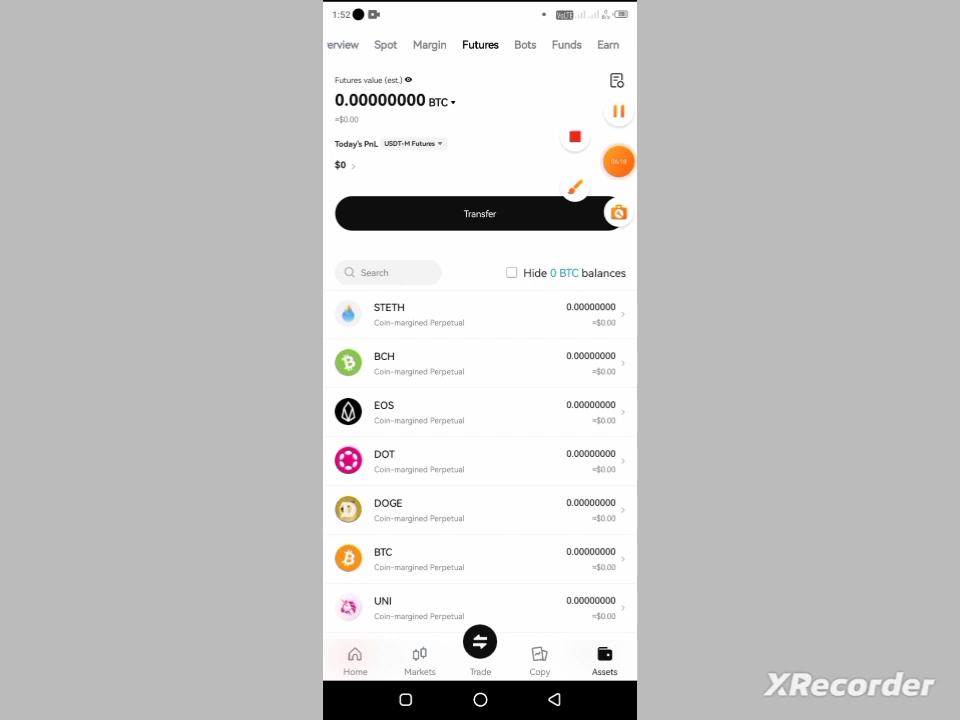 1:52
erview Spot Margin Futures Bots Funds Earn
Futures value (est.)
0.00000000 BTC
≈$0.00
Today's PnL USDT-M Futures
$0
Transfer
Search
Hide 0 BTC balances
STETH 0.00000000
Coin-margined Perpetual ≈$0.00
BCH 0.00000000
Coin-margined Perpetual ≈$0.00
EOS 0.00000000
Coin-margined Perpetual ≈$0.00
DOT 0.00000000
Coin-margined Perpetual ≈$0.00
DOGE 0.00000000
Coin-margined Perpetual ≈$0.00
BTC 0.00000000
Coin-margined Perpetual ≈$0.00
UNI 0.00000000
Coin-margined Perpetual ≈$0.00
Home Markets Trade Copy Assets
XRecorder